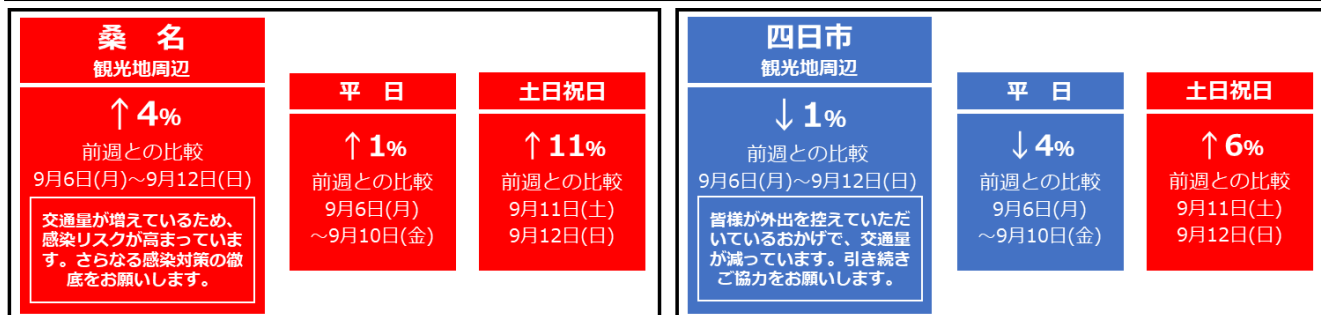 桑　名
観光地周辺
↑4%
前週との比較
9月6日(月)～9月12日(日)
交通量が増えているため、
感染リスクが高まっていま
す。さらなる感染対策の徹
底をお願いします。
平　日
↑1%
前週との比較
9月6日(月)
～9月10日(金)
土日祝日
↑11%
前週との比較
9月11日(土)
9月12日(日)
四日市
観光地周辺
↓1%
前週との比較
9月6日(月)～9月12日(日)
皆様が外出を控えていただ
いているおかげで、交通量
が減っています。引き続き
ご協力をお願いします。
平　日
↓4%
前週との比較
9月6日(月)
～9月10日(金)
土日祝日
↑6%
前週との比較
9月11日(土)
9月12日(日)